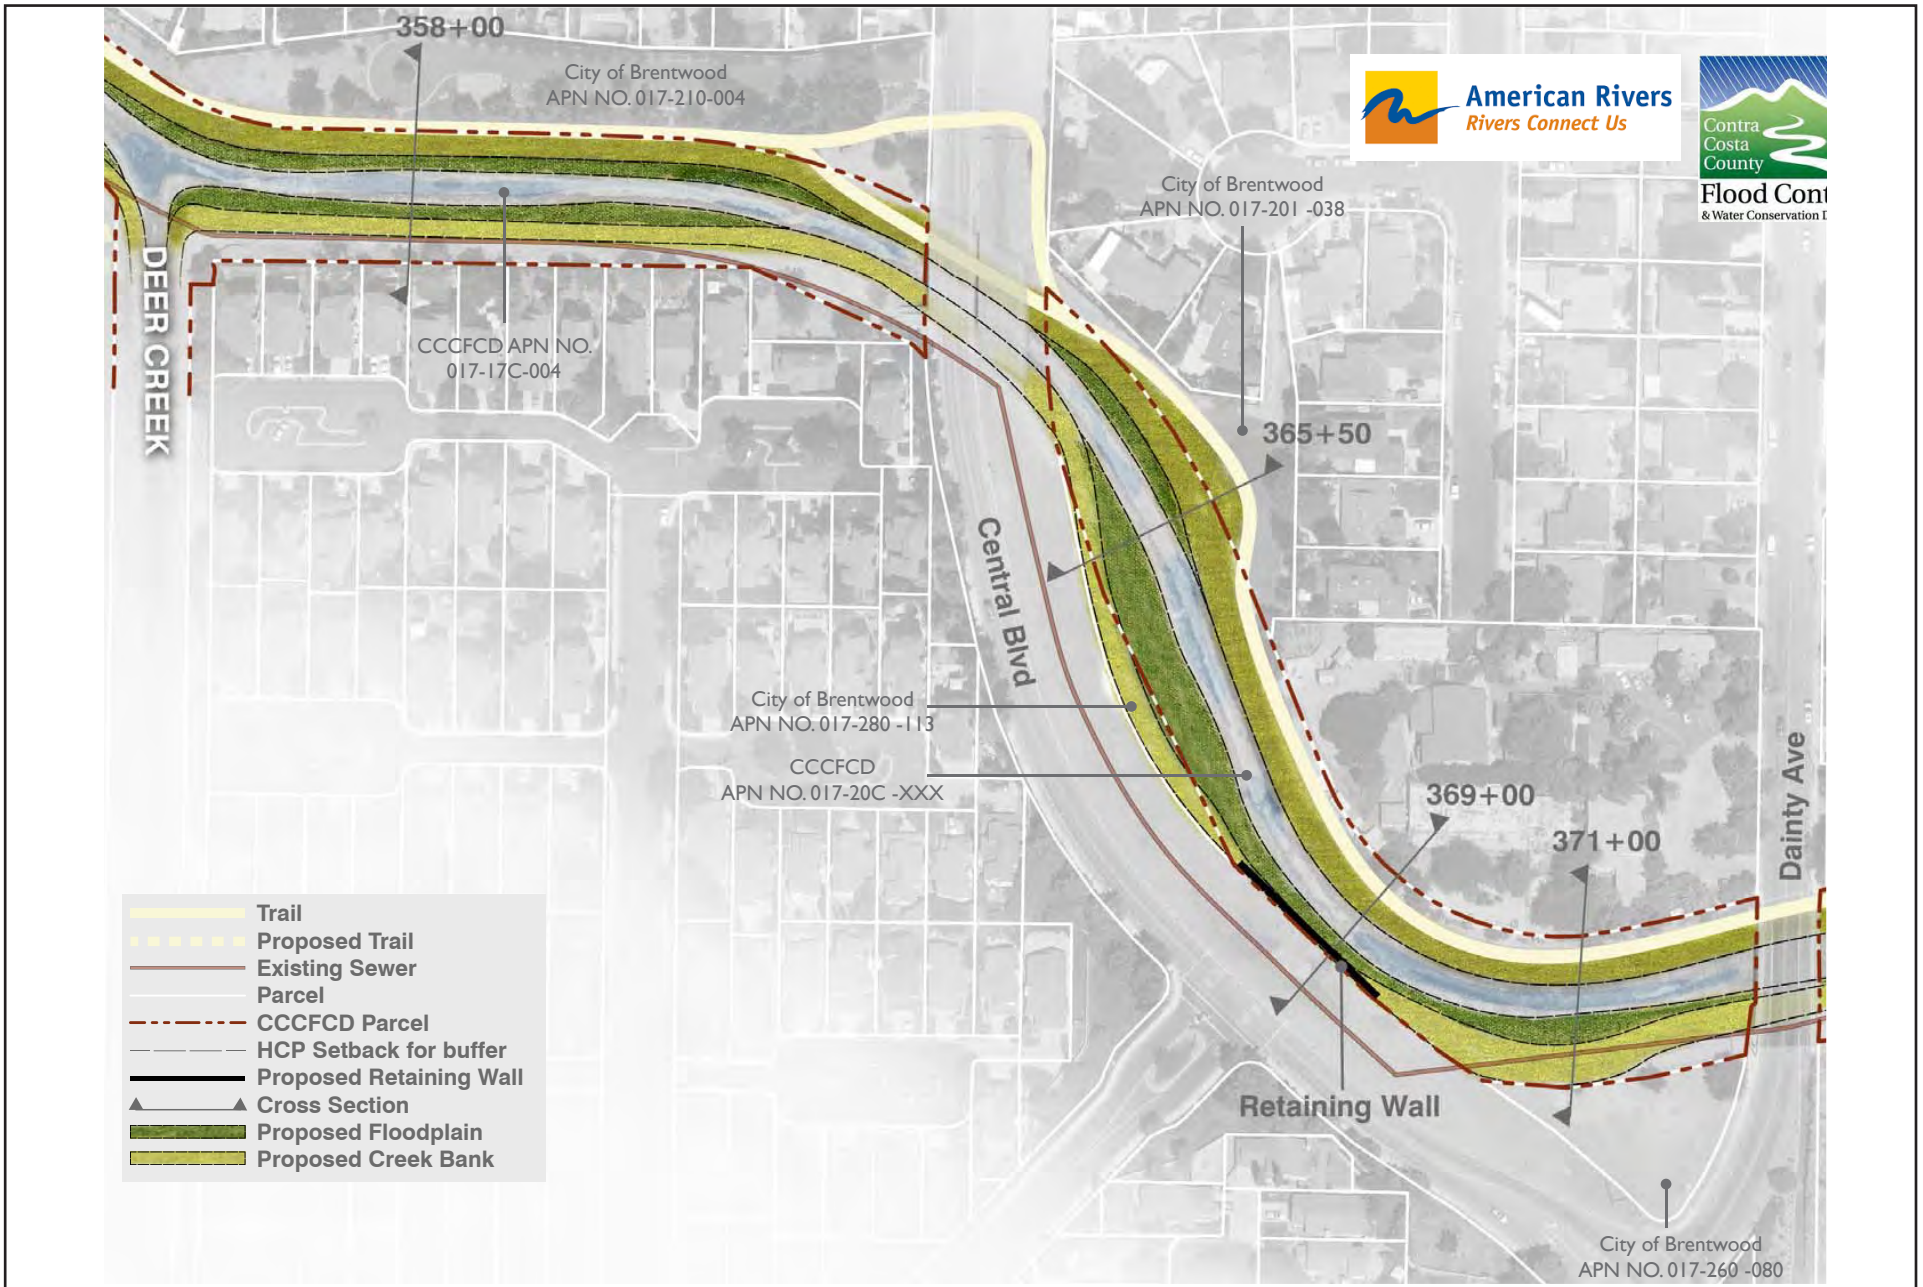 358+00
City of Brentwood
APN NO. 017-210-004
American Rivers
Rivers Connect Us
Contra
Costa
County
Flood Cont
& Water Conservation D
City of Brentwood
APN NO. 017-201 -038
DEER CREEK
CCCFCD APN NO.
017-17C-004
365+50
Central Blvd
City of Brentwood
APN NO. 017-280 -113
CCCFCD
APN NO. 017-20C -XXX
369+00
371+00
Dainty Ave
Trail
Proposed Trail
Existing Sewer
Parcel
CCCFCD Parcel
HCP Setback for buffer
Proposed Retaining Wall
Cross Section
Proposed Floodplain
Proposed Creek Bank
Retaining Wall
City of Brentwood
APN NO. 017-260 -080